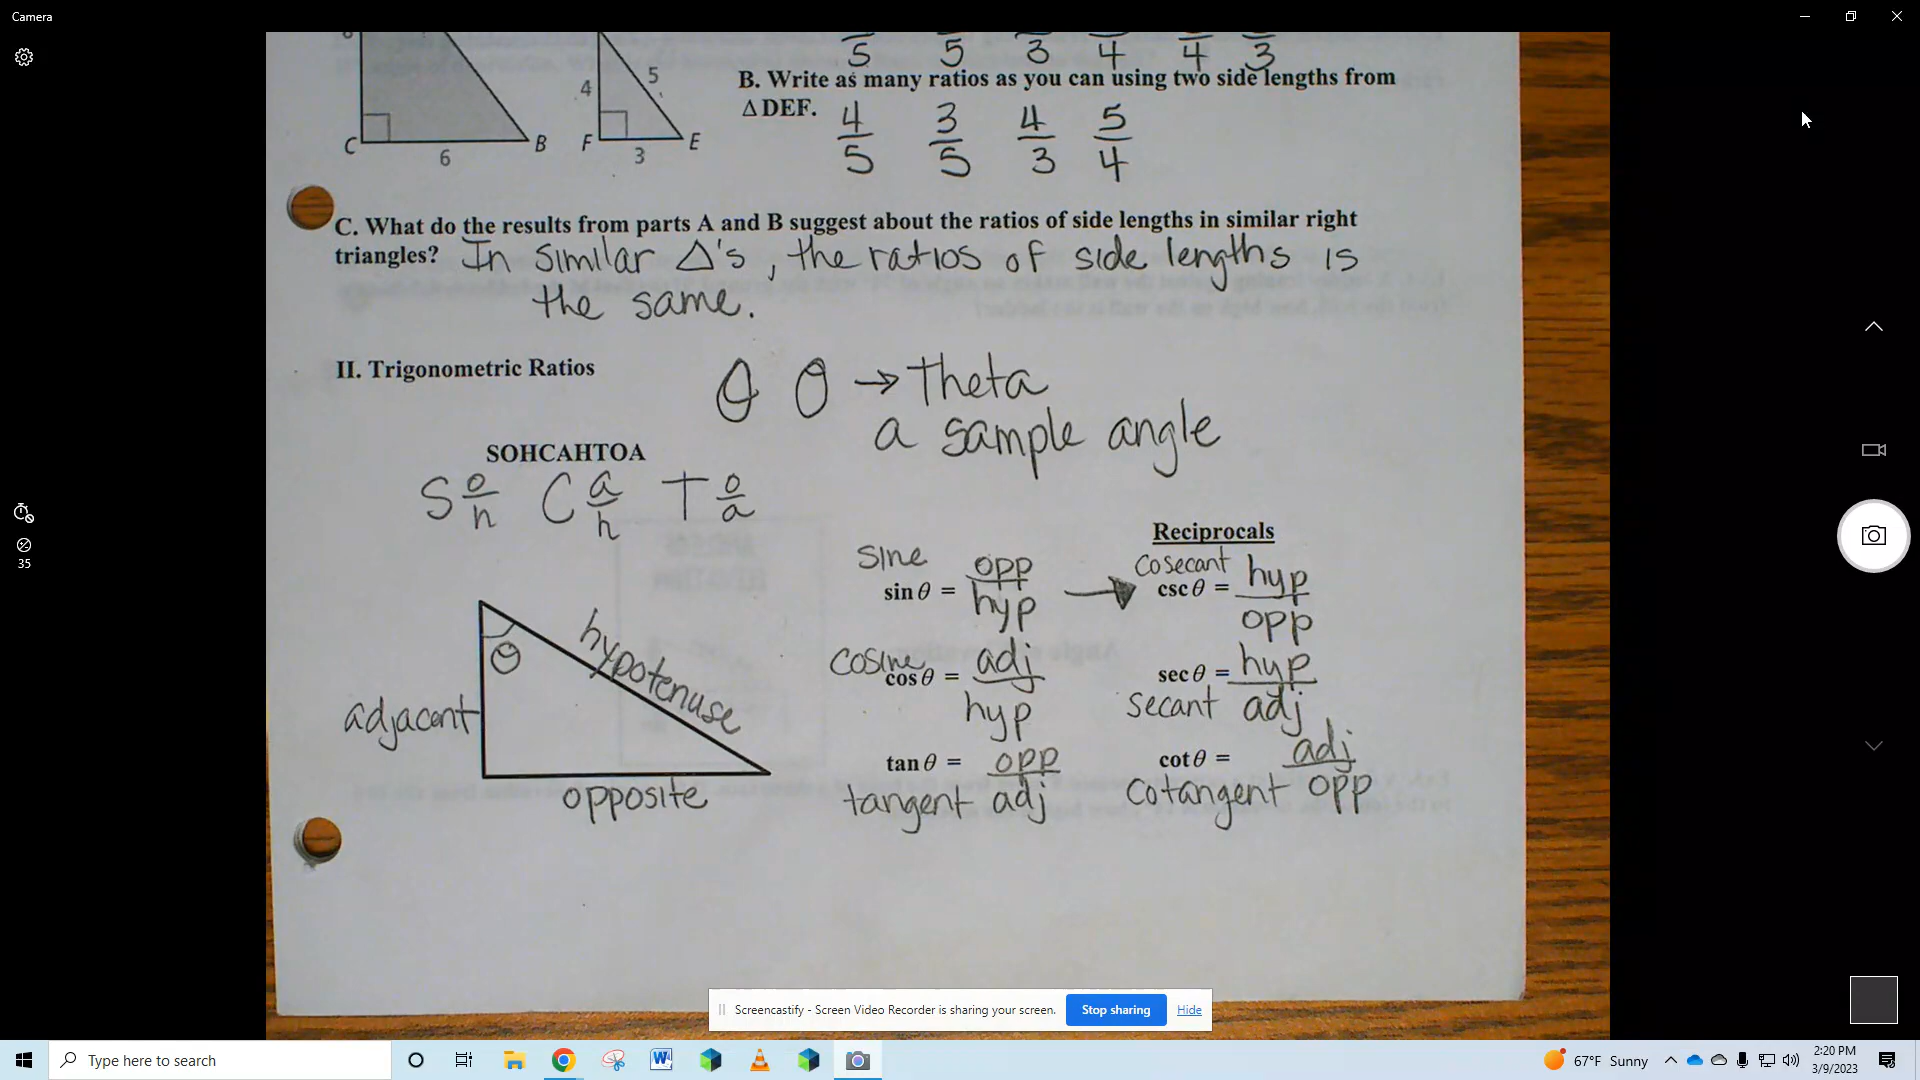 Camera
5 5 3 4 4 3
B. Write as many ratios as you can using two side lengths from
Δ DEF. 4/5 3/5 4/3 5/4
4 5
C 6 B F 3 E
C. What do the results from parts A and B suggest about the ratios of side lengths in similar right
triangles? In similar Δ's, the ratios of side lengths is
the same.
II. Trigonometric Ratios
θ θ → Theta
a sample angle
SOHCAHTOA
S o/h C a/h T o/a
Reciprocals
sine
sin θ = opp/hyp
cosecant
csc θ = hyp/opp
cosine
cos θ = adj/hyp
sec θ = hyp/adj
secant
tan θ = opp/adj
tangent
cot θ = adj/opp
cotangent
θ
hypotenuse
adjacent
opposite
35
Screencastify - Screen Video Recorder is sharing your screen. Stop sharing Hide
Type here to search
67°F Sunny
2:20 PM
3/9/2023